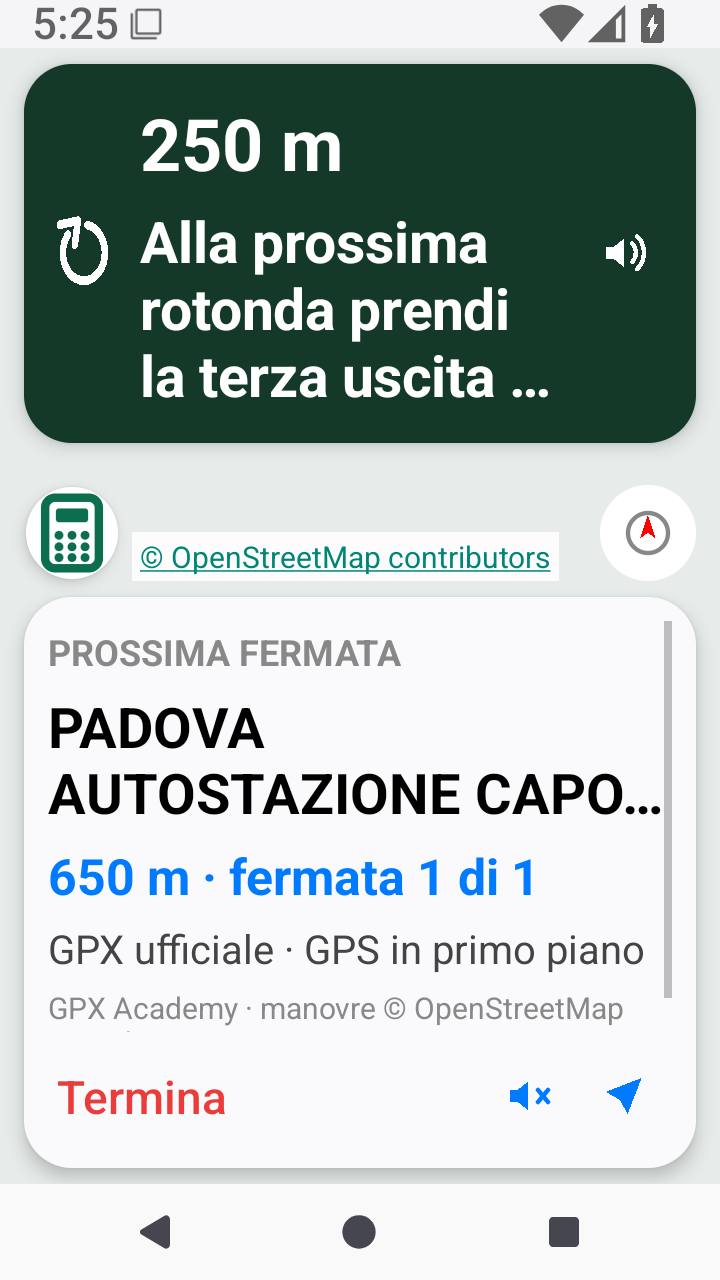 5:25
250 m
Alla prossima
rotonda prendi
la terza uscita ...
© OpenStreetMap contributors
PROSSIMA FERMATA
PADOVA
AUTOSTAZIONE CAPO...
650 m · fermata 1 di 1
GPX ufficiale · GPS in primo piano
GPX Academy · manovre © OpenStreetMap
Termina